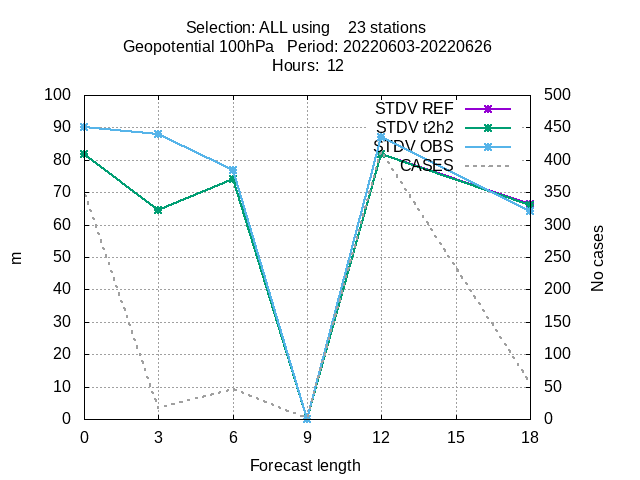 Selection: ALL using    23 stations
Geopotential 100hPa   Period: 20220603-20220626
Hours:  12
100 500
STDV REF
90 450
STDV t2h2
STDV OBS
80 400
CASES
70 350
60 300
50 250
m
No cases
40 200
30 150
20 100
10 50
0 0
0 3 6 9 12 15 18
Forecast length